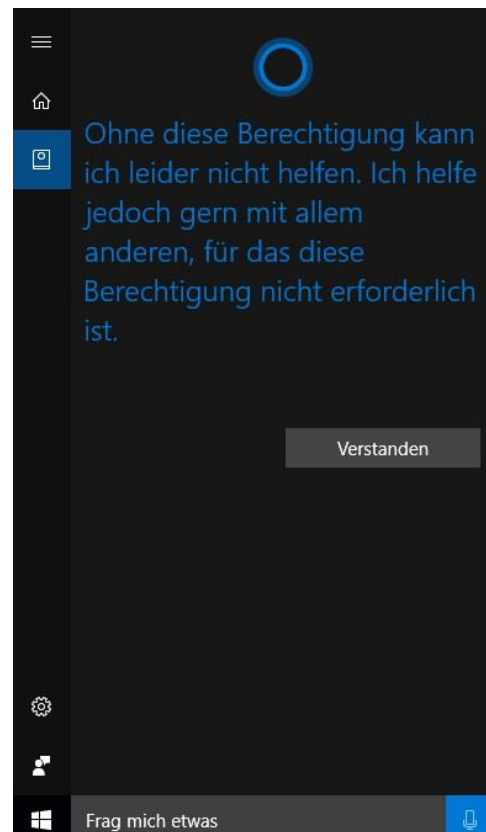 Ohne diese Berechtigung kann
ich leider nicht helfen. Ich helfe
jedoch gern mit allem
anderen, für das diese
Berechtigung nicht erforderlich
ist.
Verstanden
Frag mich etwas